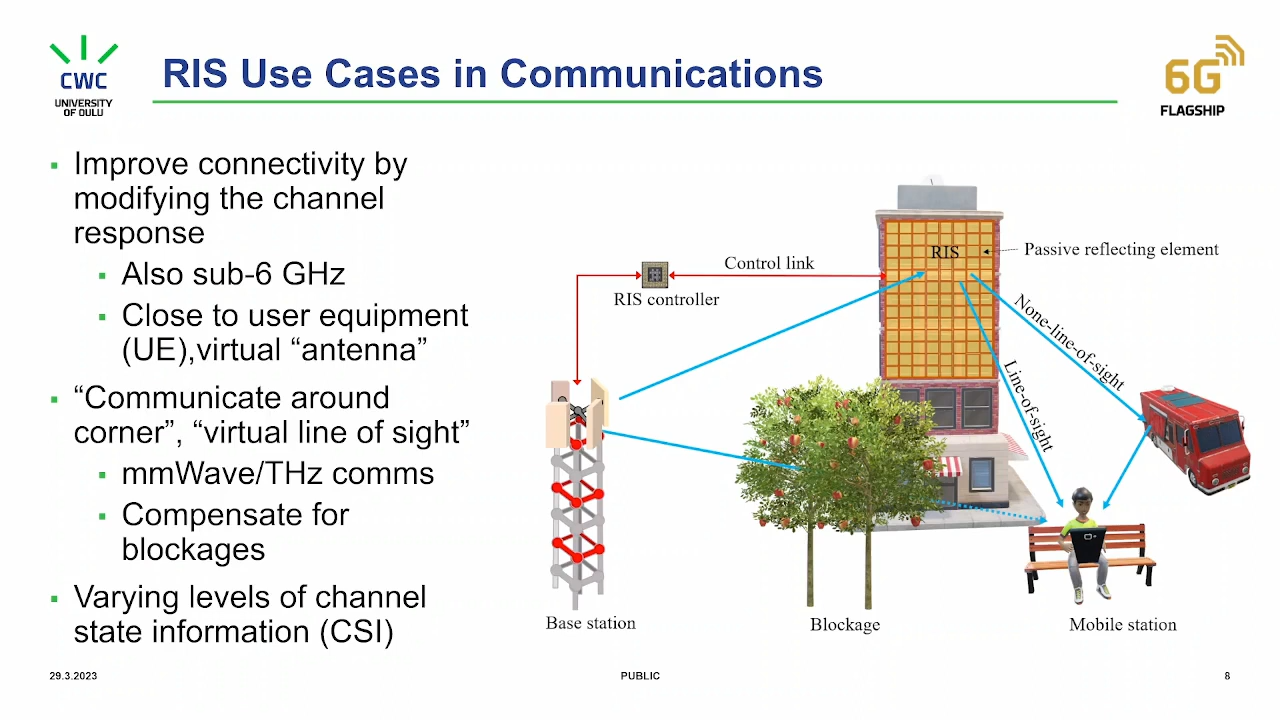 CWC
UNIVERSITY
OF OULU
RIS Use Cases in Communications
6G
FLAGSHIP
▪ Improve connectivity by
modifying the channel
response
▪ Also sub-6 GHz
▪ Close to user equipment
(UE),virtual “antenna”
▪ “Communicate around
corner”, “virtual line of sight”
▪ mmWave/THz comms
▪ Compensate for
blockages
▪ Varying levels of channel
state information (CSI)
RIS
Passive reflecting element
Control link
RIS controller
None-line-of-sight
Line-of-sight
Base station
Blockage
Mobile station
29.3.2023
PUBLIC
8